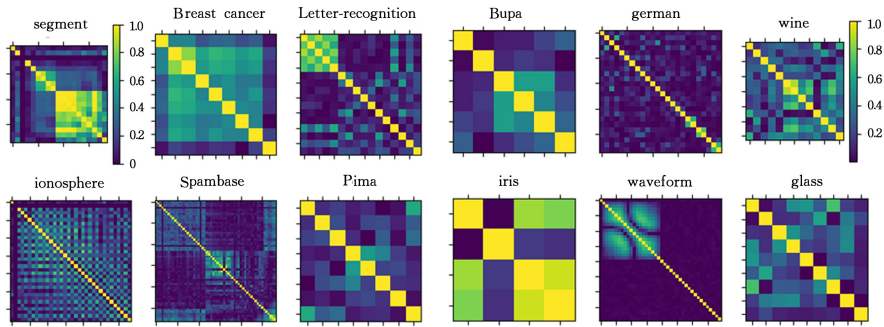 segment
Breast cancer
Letter-recognition
Bupa
german
wine
1.0
0.8
0.6
0.4
0.2
0
1.0
0.8
0.6
0.4
0.2
ionosphere
Spambase
Pima
iris
waveform
glass